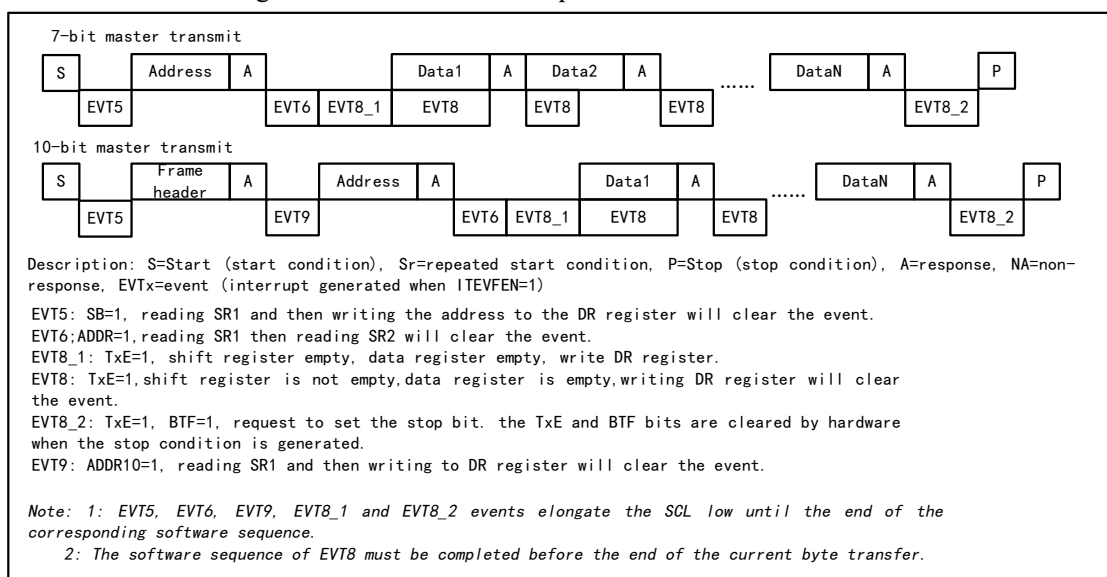 7-bit master transmit
S Address A Data1 A Data2 A DataN A P
......
EVT5 EVT6 EVT8_1 EVT8 EVT8 EVT8 EVT8_2
10-bit master transmit
S Frame header A Address A Data1 A DataN A P
......
EVT5 EVT9 EVT6 EVT8_1 EVT8 EVT8 EVT8_2
Description: S=Start (start condition), Sr=repeated start condition, P=Stop (stop condition), A=response, NA=non-
response, EVTx=event (interrupt generated when ITEVFEN=1)
EVT5: SB=1, reading SR1 and then writing the address to the DR register will clear the event.
EVT6;ADDR=1,reading SR1 then reading SR2 will clear the event.
EVT8_1: TxE=1, shift register empty, data register empty, write DR register.
EVT8: TxE=1,shift register is not empty,data register is empty,writing DR register will clear
the event.
EVT8_2: TxE=1, BTF=1, request to set the stop bit. the TxE and BTF bits are cleared by hardware
when the stop condition is generated.
EVT9: ADDR10=1, reading SR1 and then writing to DR register will clear the event.
Note: 1: EVT5, EVT6, EVT9, EVT8_1 and EVT8_2 events elongate the SCL low until the end of the
corresponding software sequence.
2: The software sequence of EVT8 must be completed before the end of the current byte transfer.